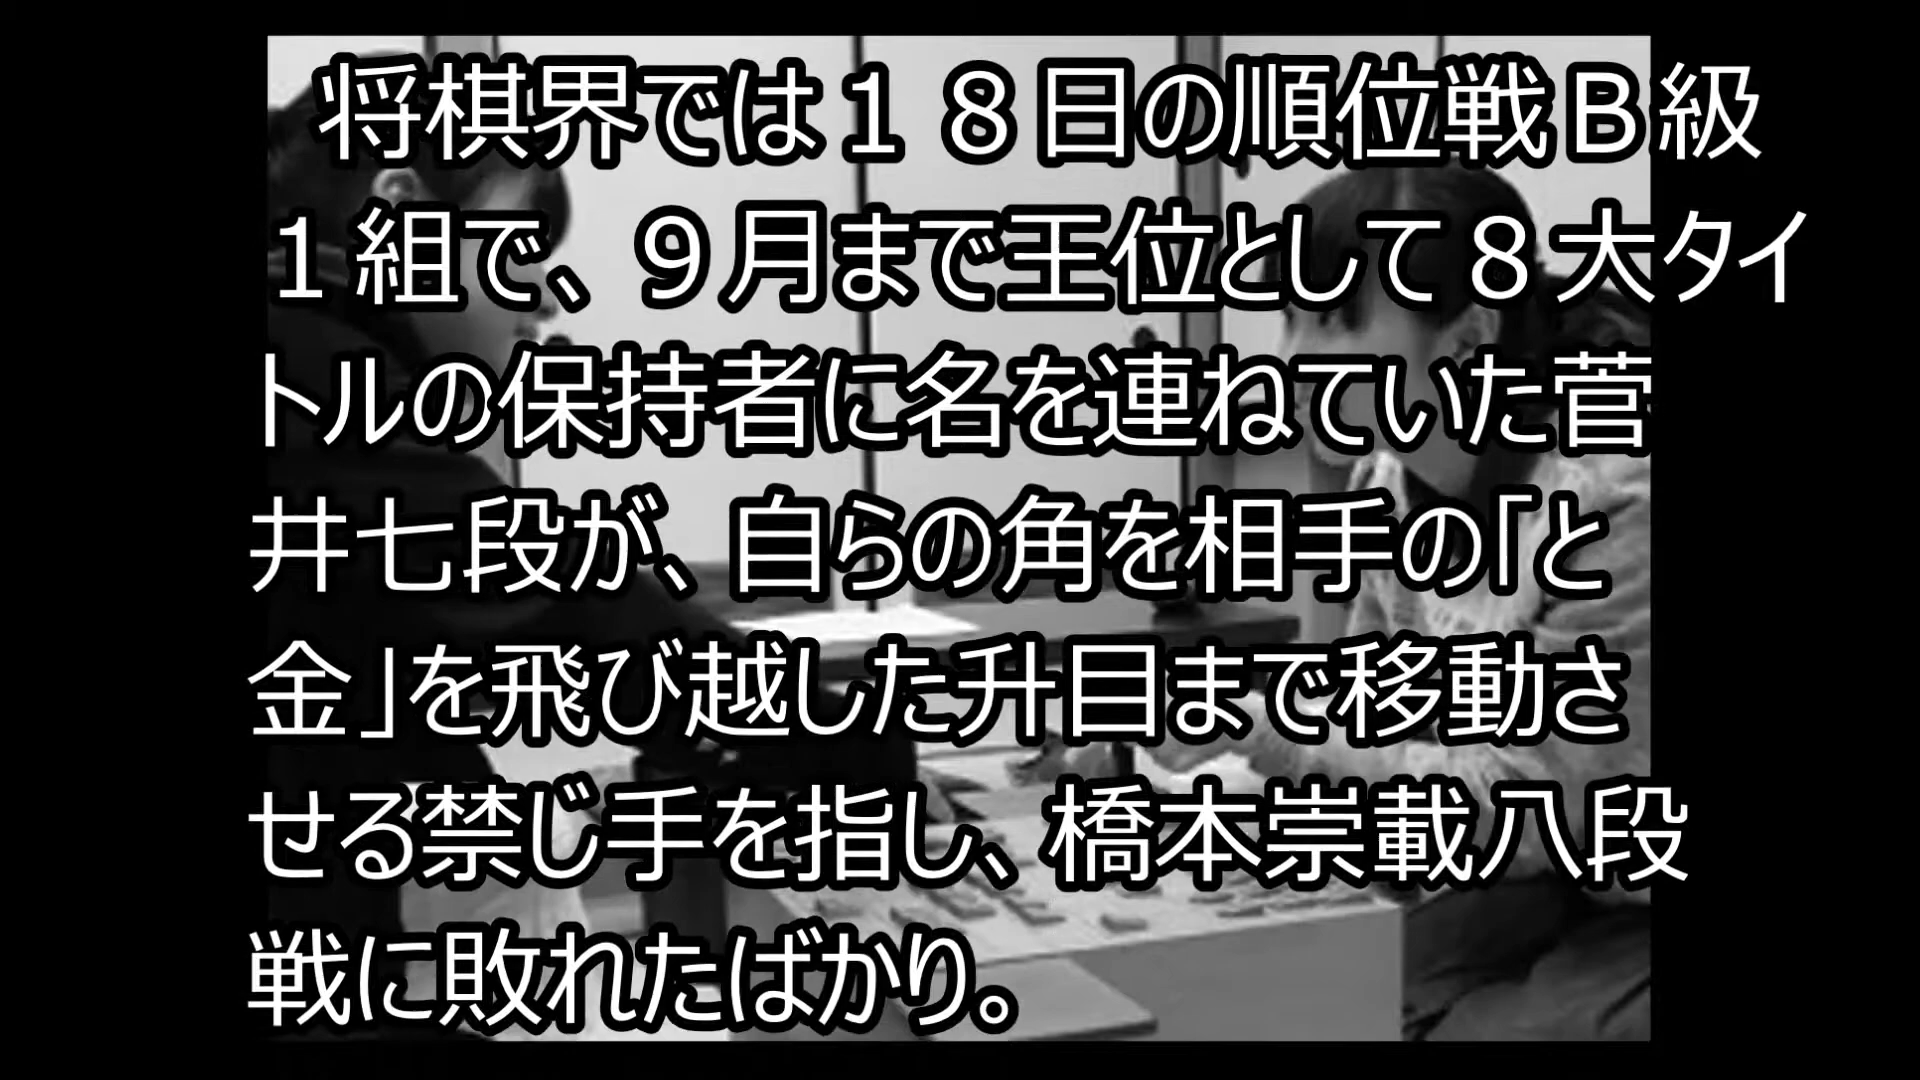 将棋界では１８日の順位戦Ｂ級
１組で、９月まで王位として８大タイ
トルの保持者に名を連ねていた菅
井七段が、自らの角を相手の「と
金」を飛び越した升目まで移動さ
せる禁じ手を指し、橋本崇載八段
戦に敗れたばかり。